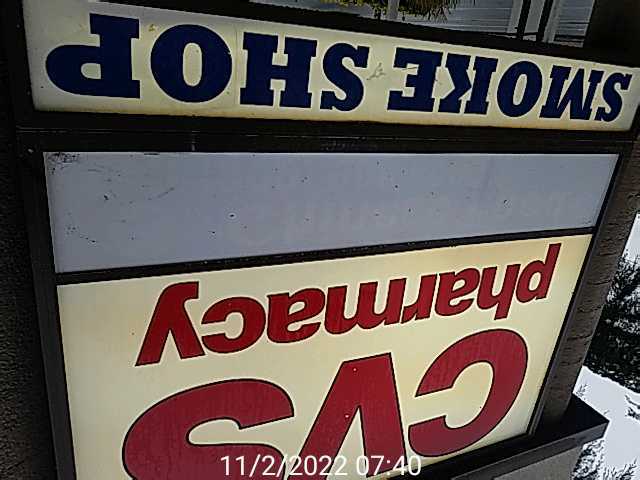 CVS
pharmacy
SMOKE SHOP
11/2/2022 07:40